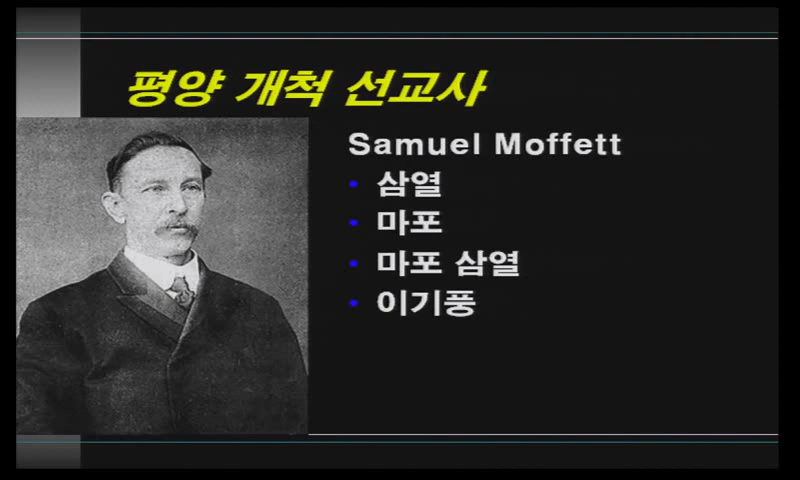 평양 개척 선교사
Samuel Moffett
• 삼열
• 마포
• 마포 삼열
• 이기풍